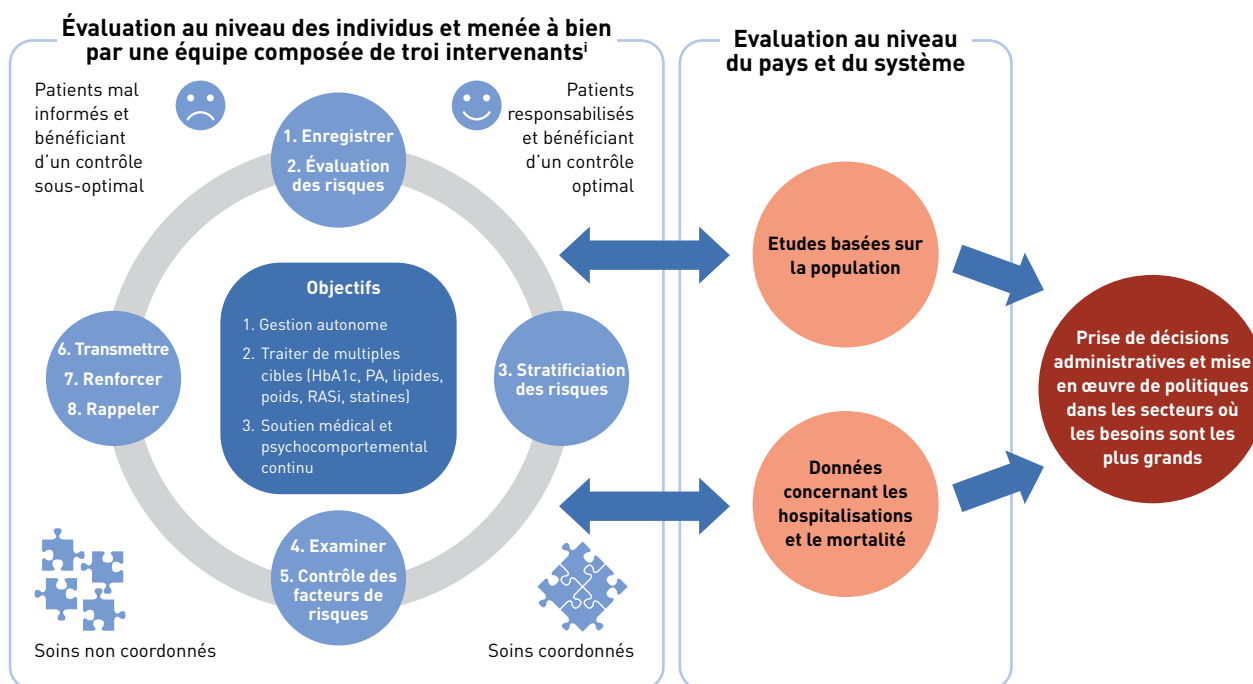 Évaluation au niveau des individus et menée à bien
par une équipe composée de troi intervenantsⁱ
Patients mal
informés et
bénéficiant
d'un contrôle
sous-optimal
Patients
responsabilisés
et bénéficiant
d'un contrôle
optimal
1. Enregistrer
2. Évaluation
des risques
Objectifs
1. Gestion autonome
2. Traiter de multiples
cibles (HbA1c, PA, lipides,
poids, RASi, statines)
3. Soutien médical et
psychocomportemental
continu
3. Stratificiation
des risques
4. Examiner
5. Contrôle des
facteurs de
risques
6. Transmettre
7. Renforcer
8. Rappeler
Soins non coordonnés
Soins coordonnés
Evaluation au niveau
du pays et du système
Etudes basées sur
la population
Données
concernant les
hospitalisations
et le mortalité
Prise de décisions
administratives et mise
en œuvre de politiques
dans les secteurs où
les besoins sont les
plus grands